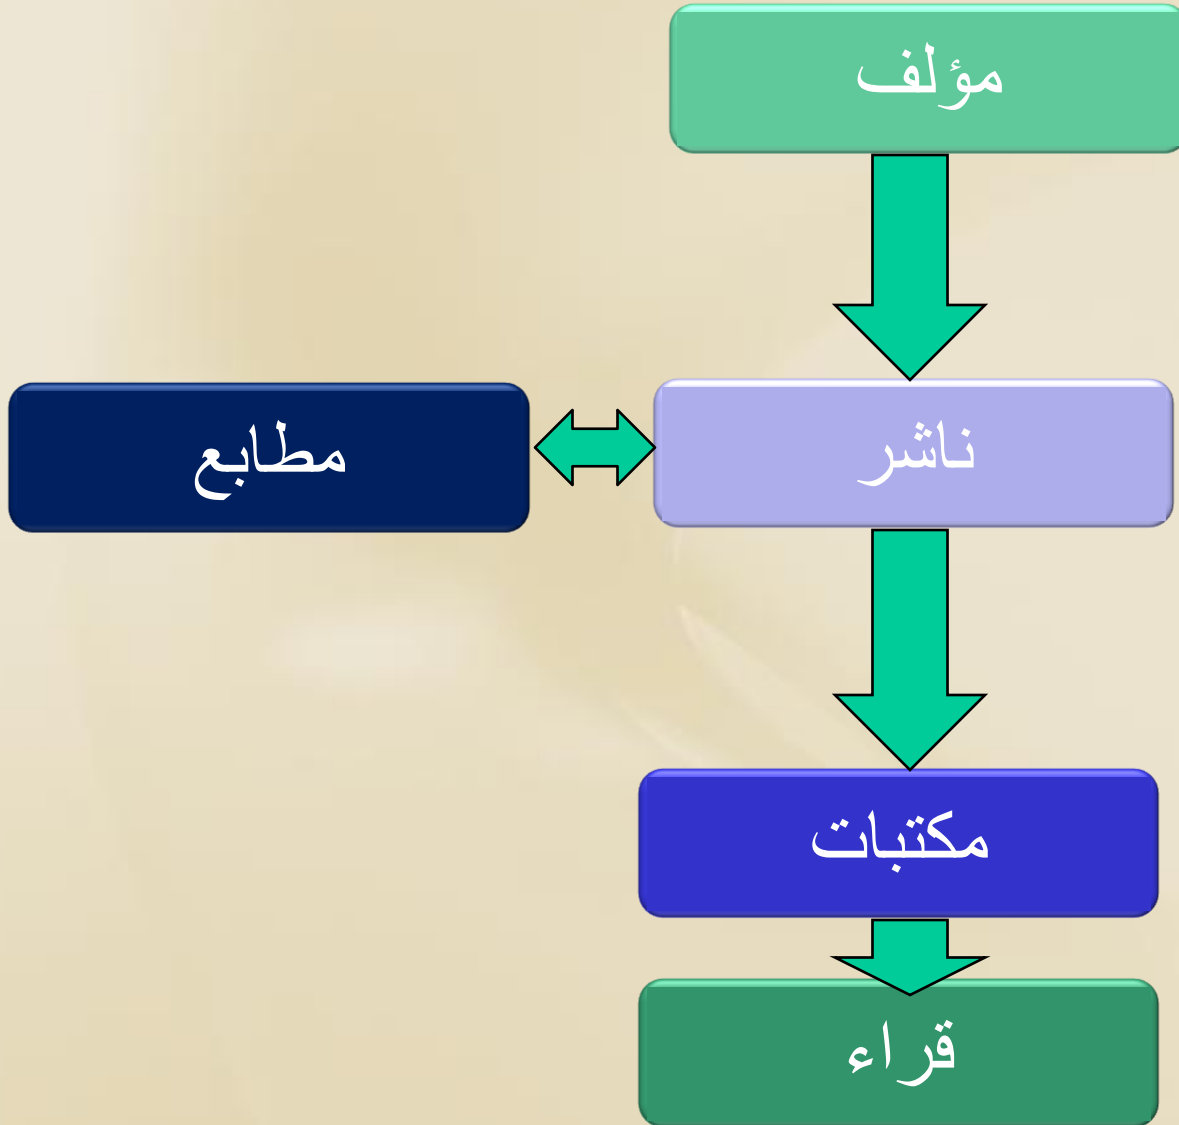 مؤلف
ناشر
مطابع
مكتبات
قراء